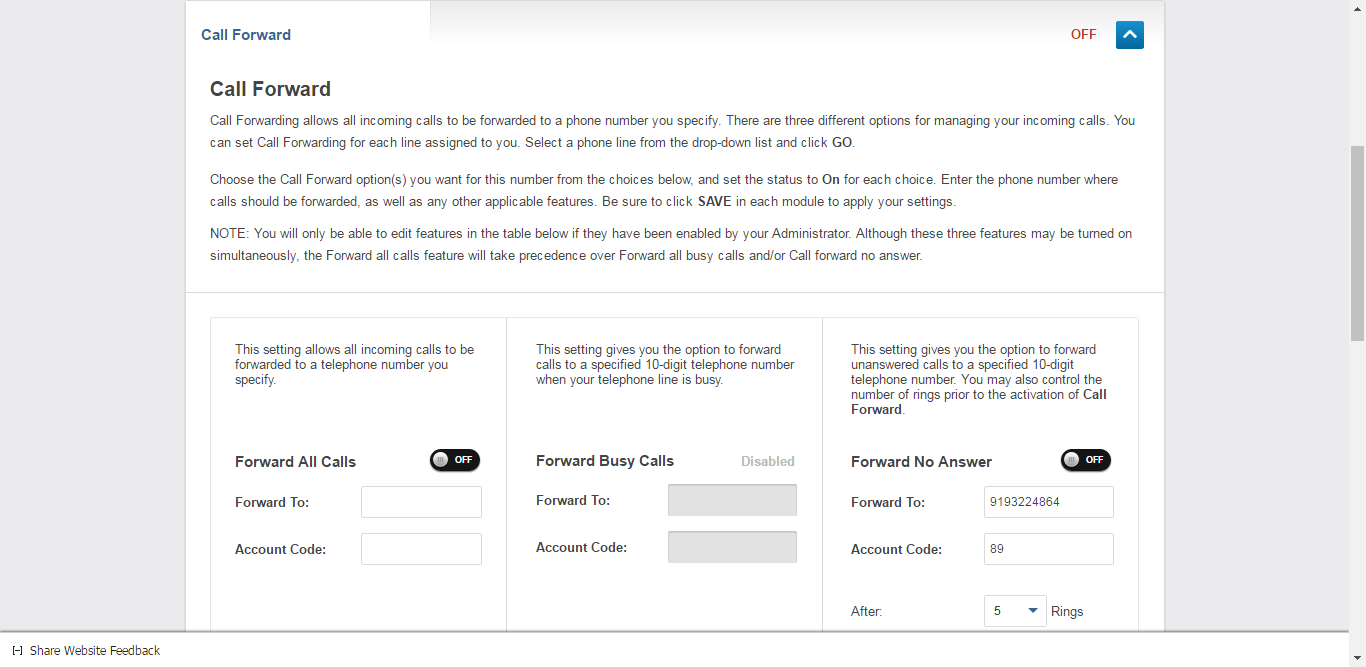 Call Forward
OFF
Call Forward
Call Forwarding allows all incoming calls to be forwarded to a phone number you specify. There are three different options for managing your incoming calls. You
can set Call Forwarding for each line assigned to you. Select a phone line from the drop-down list and click GO.
Choose the Call Forward option(s) you want for this number from the choices below, and set the status to On for each choice. Enter the phone number where
calls should be forwarded, as well as any other applicable features. Be sure to click SAVE in each module to apply your settings.
NOTE: You will only be able to edit features in the table below if they have been enabled by your Administrator. Although these three features may be turned on
simultaneously, the Forward all calls feature will take precedence over Forward all busy calls and/or Call forward no answer.
This setting allows all incoming calls to be
forwarded to a telephone number you
specify.
Forward All Calls
OFF
Forward To:
Account Code:
This setting gives you the option to forward
calls to a specified 10-digit telephone number
when your telephone line is busy.
Forward Busy Calls
Disabled
Forward To:
Account Code:
This setting gives you the option to forward
unanswered calls to a specified 10-digit
telephone number. You may also control the
number of rings prior to the activation of Call
Forward.
Forward No Answer
OFF
Forward To:
9193224864
Account Code:
89
After:
5
Rings
[-] Share Website Feedback